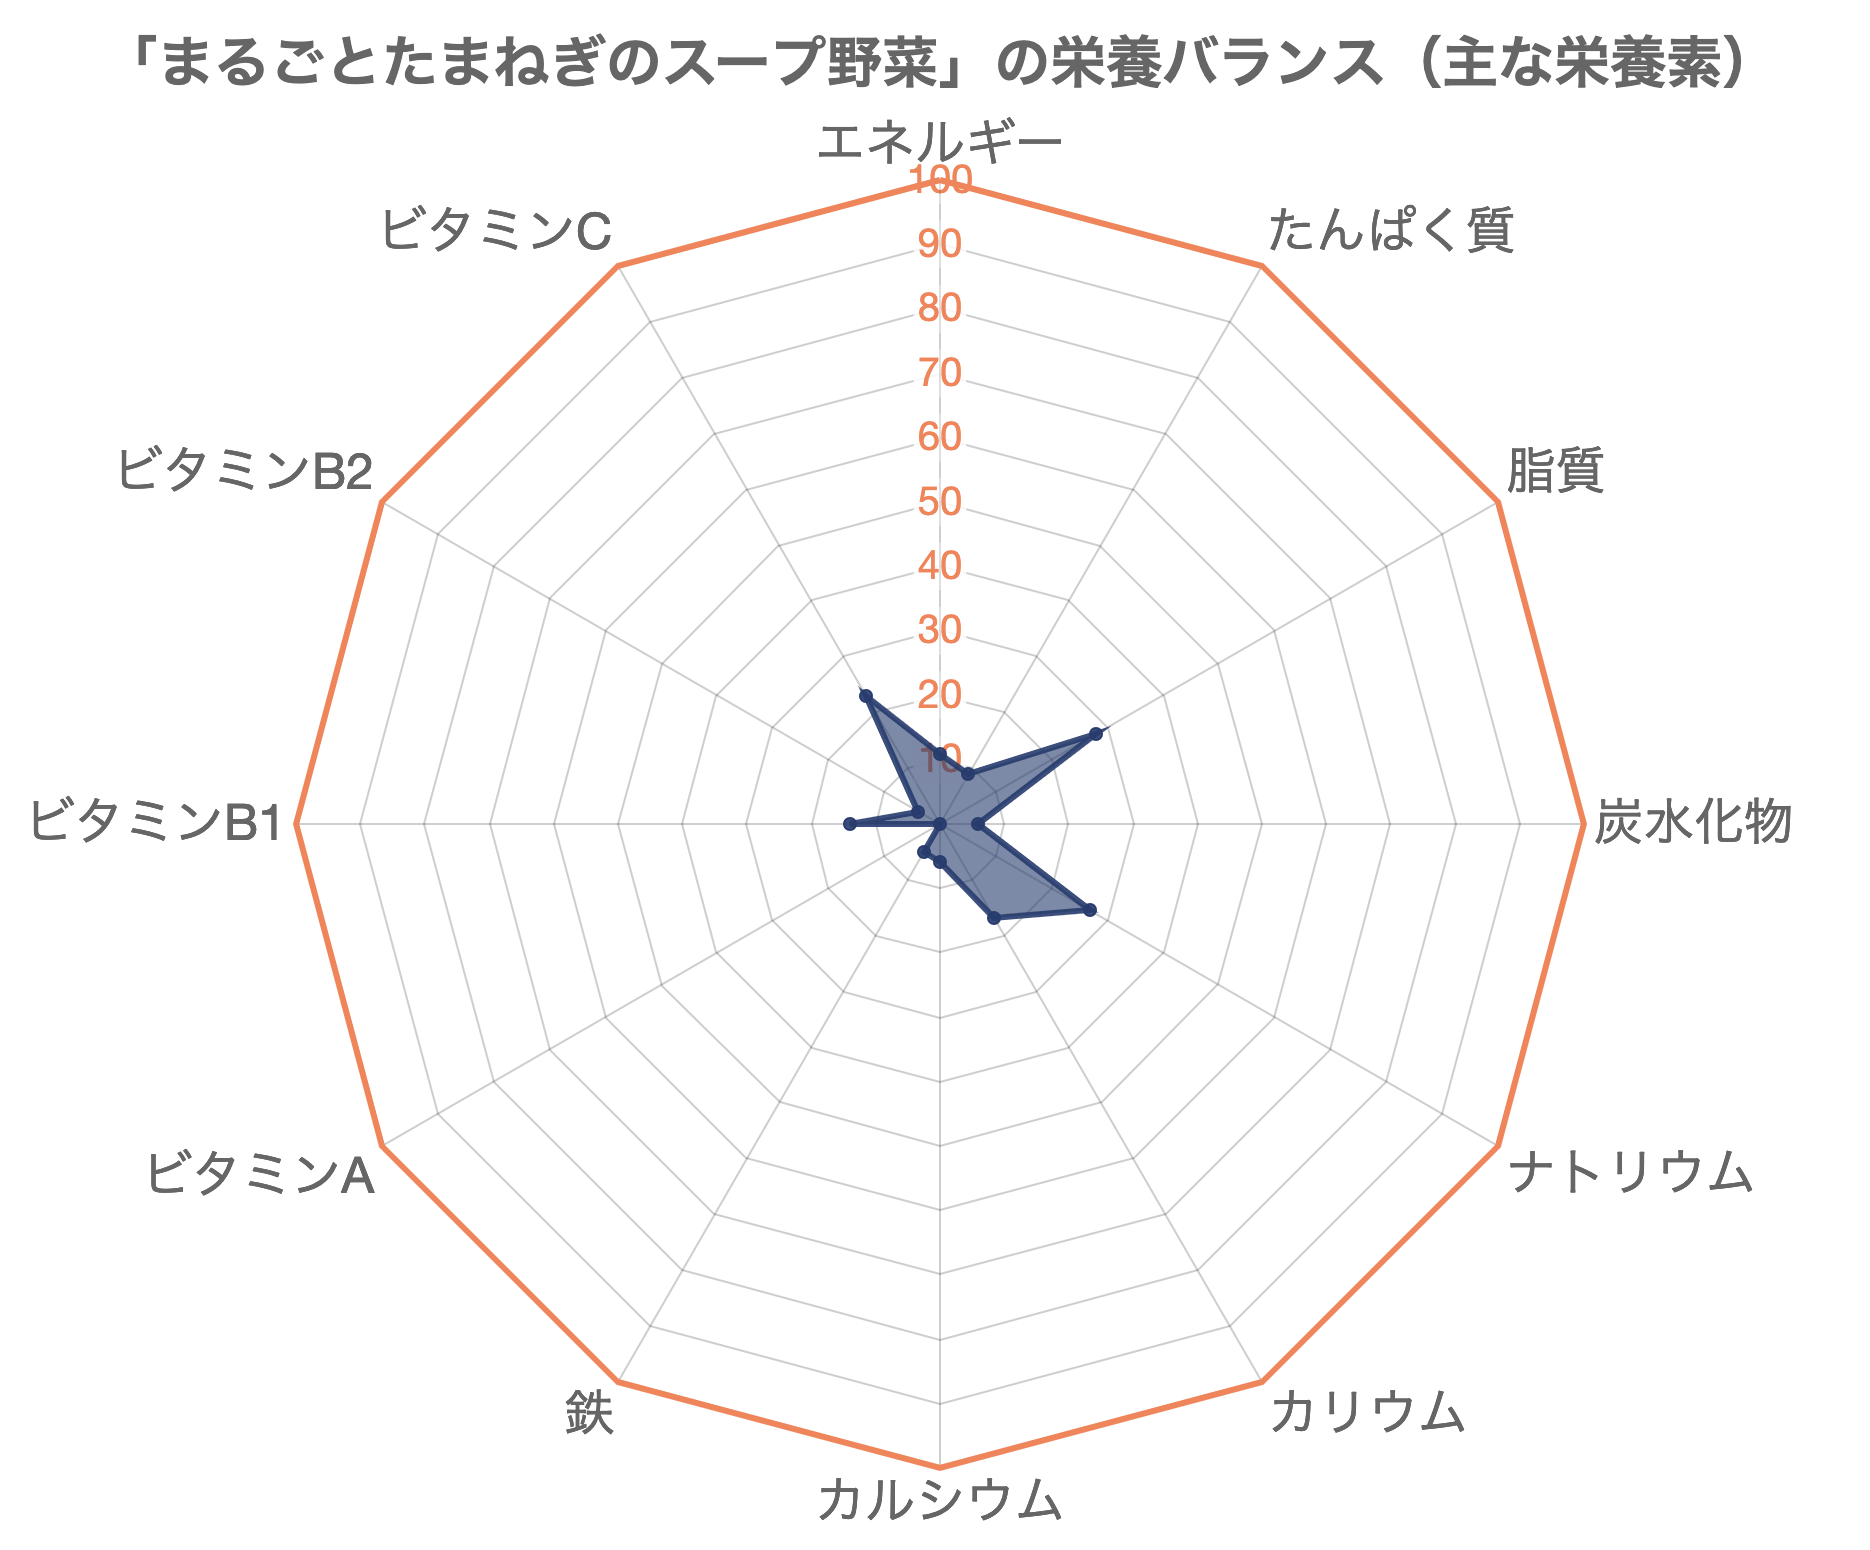 「まるごとたまねぎのスープ野菜」の栄養バランス（主な栄養素）
エネルギー
たんぱく質
脂質
炭水化物
ナトリウム
カリウム
カルシウム
鉄
ビタミンA
ビタミンB1
ビタミンB2
ビタミンC
100
90
80
70
60
50
40
30
20
10